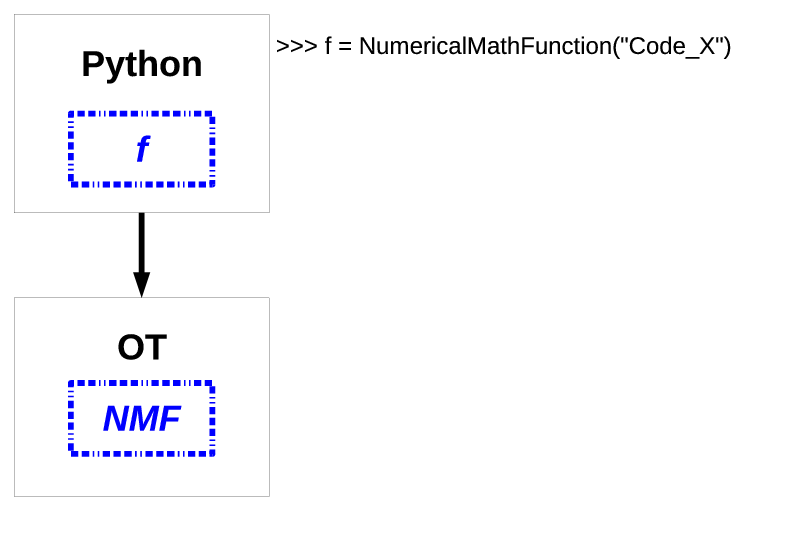 Python
>>> f = NumericalMathFunction("Code_X")
f
OT
NMF